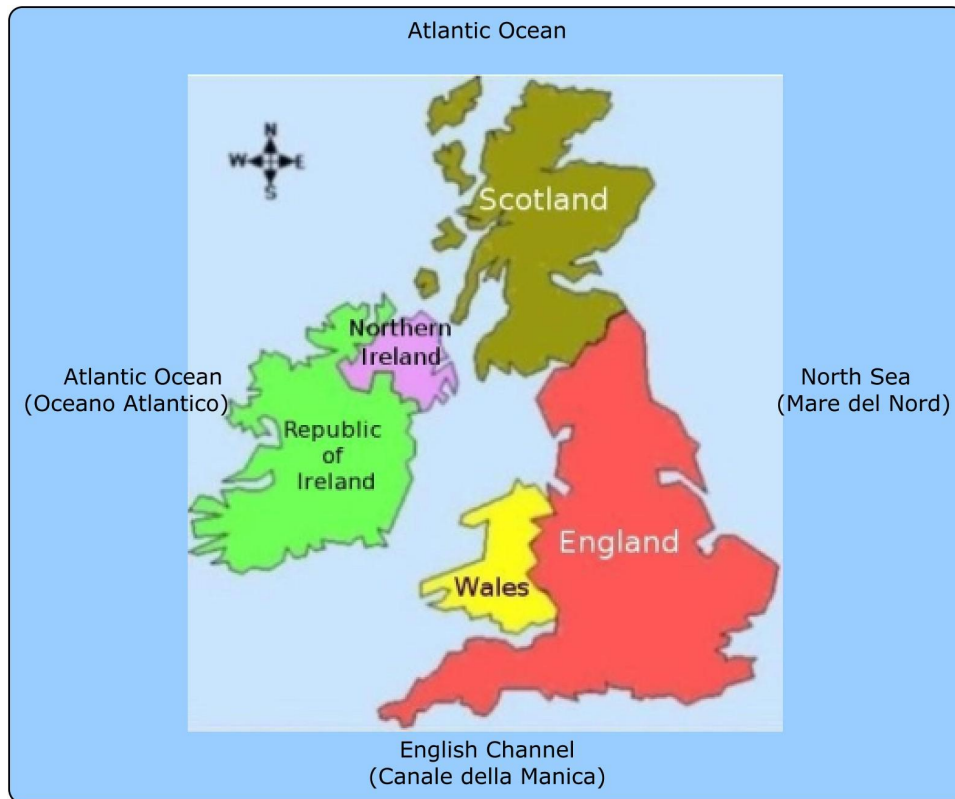 Atlantic Ocean
N
W E
S
Scotland
Northern
Ireland
Atlantic Ocean
(Oceano Atlantico)
North Sea
(Mare del Nord)
Republic
of
Ireland
England
Wales
English Channel
(Canale della Manica)